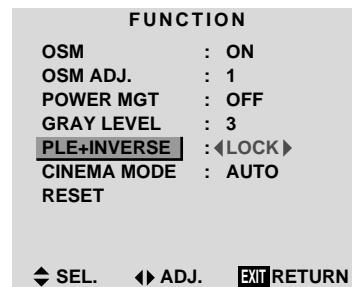 FUNCTION
OSM : ON
OSM ADJ. : 1
POWER MGT : OFF
GRAY LEVEL : 3
PLE+INVERSE : LOCK
CINEMA MODE : AUTO
RESET
SEL. ADJ. EXIT RETURN